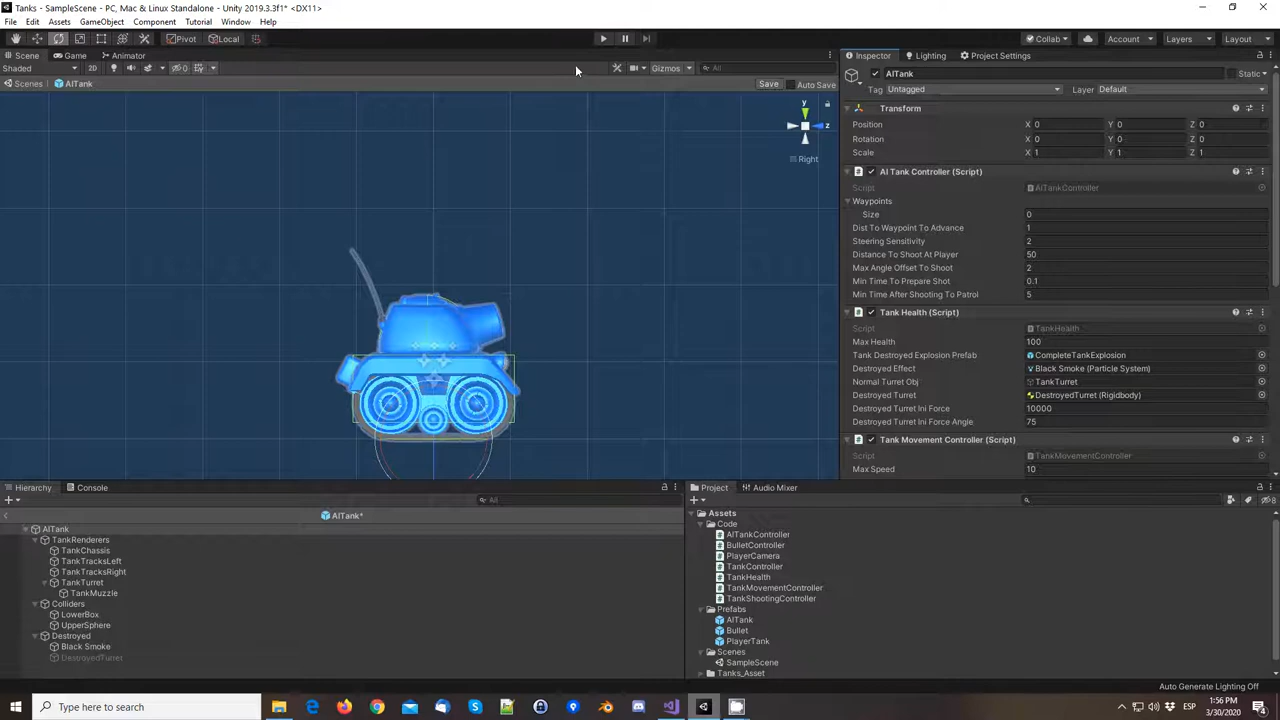 Tanks - SampleScene - PC, Mac & Linux Standalone - Unity 2019.3.3f1* <DX11>
File Edit Assets GameObject Component Tutorial Window Help
Pivot Local Collab Account Layers Layout
Scene Game Animator
Shaded 2D 0 Gizmos All
Scenes AITank Save Auto Save
y
z
Right
Inspector Lighting Project Settings
AITank Static
Tag Untagged Layer Default
Transform
Position X 0 Y 0 Z 0
Rotation X 0 Y 0 Z 0
Scale X 1 Y 1 Z 1
AI Tank Controller (Script)
Script AITankController
Waypoints
Size 0
Dist To Waypoint To Advance 1
Steering Sensitivity 2
Distance To Shoot At Player 50
Max Angle Offset To Shoot 2
Min Time To Prepare Shot 0.1
Min Time After Shooting To Patrol 5
Tank Health (Script)
Script TankHealth
Max Health 100
Tank Destroyed Explosion Prefab CompleteTankExplosion
Destroyed Effect Black Smoke (Particle System)
Normal Turret Obj TankTurret
Destroyed Turret DestroyedTurret (Rigidbody)
Destroyed Turret Ini Force 10000
Destroyed Turret Ini Force Angle 75
Tank Movement Controller (Script)
Script TankMovementController
Max Speed 10
Hierarchy Console
All
AITank*
AITank
TankRenderers
TankChassis
TankTracksLeft
TankTracksRight
TankTurret
TankMuzzle
Colliders
LowerBox
UpperSphere
Destroyed
Black Smoke
DestroyedTurret
Project Audio Mixer
8
Assets
Code
AITankController
BulletController
PlayerCamera
TankController
TankHealth
TankMovementController
TankShootingController
Prefabs
AITank
Bullet
PlayerTank
Scenes
SampleScene
Tanks_Asset
Auto Generate Lighting Off
Type here to search
ESP 1:56 PM
3/30/2020